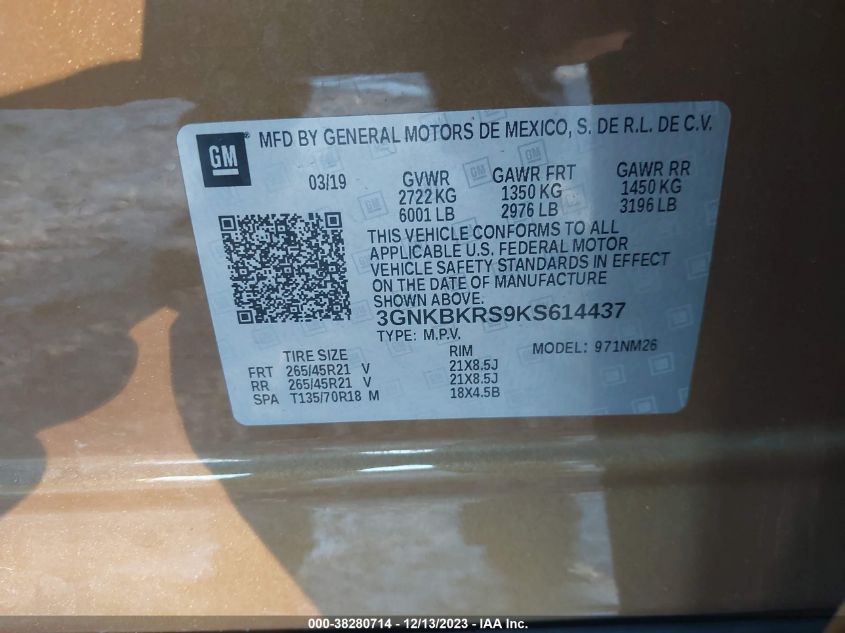 GM
MFD BY GENERAL MOTORS DE MEXICO, S. DE R.L. DE C.V.
03/19 GVWR GAWR FRT GAWR RR
2722 KG 1350 KG 1450 KG
6001 LB 2976 LB 3196 LB
THIS VEHICLE CONFORMS TO ALL
APPLICABLE U.S. FEDERAL MOTOR
VEHICLE SAFETY STANDARDS IN EFFECT
ON THE DATE OF MANUFACTURE
SHOWN ABOVE.
3GNKBKRS9KS614437
TYPE: M.P.V. MODEL: 971NM26
TIRE SIZE RIM
FRT 265/45R21 V 21X8.5J
RR 265/45R21 V 21X8.5J
SPA T135/70R18 M 18X4.5B
000-38280714 - 12/13/2023 - IAA Inc.